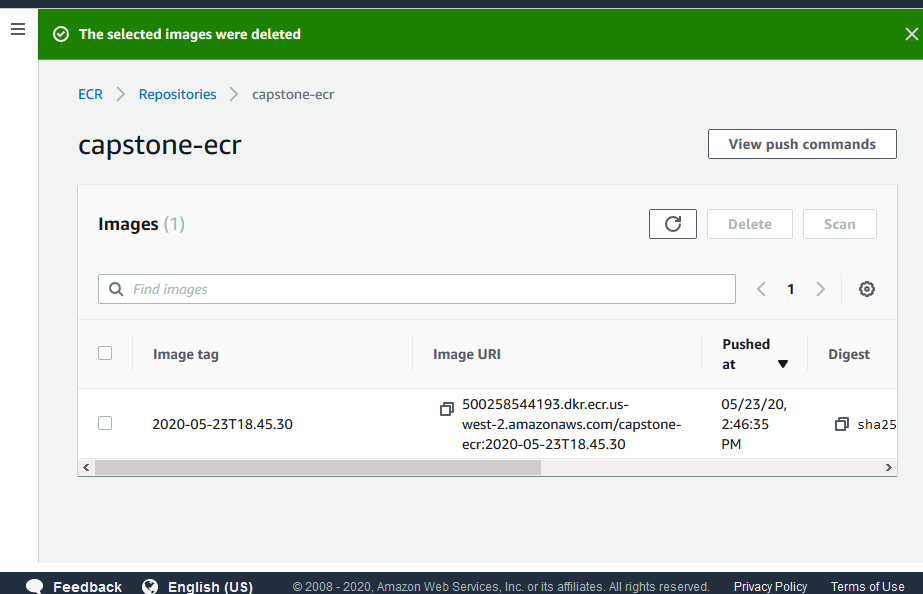 The selected images were deleted
ECR Repositories capstone-ecr
capstone-ecr
View push commands
Images (1)
Delete
Scan
Find images
1
Image tag
Image URI
Pushed
at
Digest
2020-05-23T18.45.30
500258544193.dkr.ecr.us-
west-2.amazonaws.com/capstone-
ecr:2020-05-23T18.45.30
05/23/20,
2:46:35
PM
sha25
Feedback English (US) © 2008 - 2020, Amazon Web Services, Inc. or its affiliates. All rights reserved. Privacy Policy Terms of Use